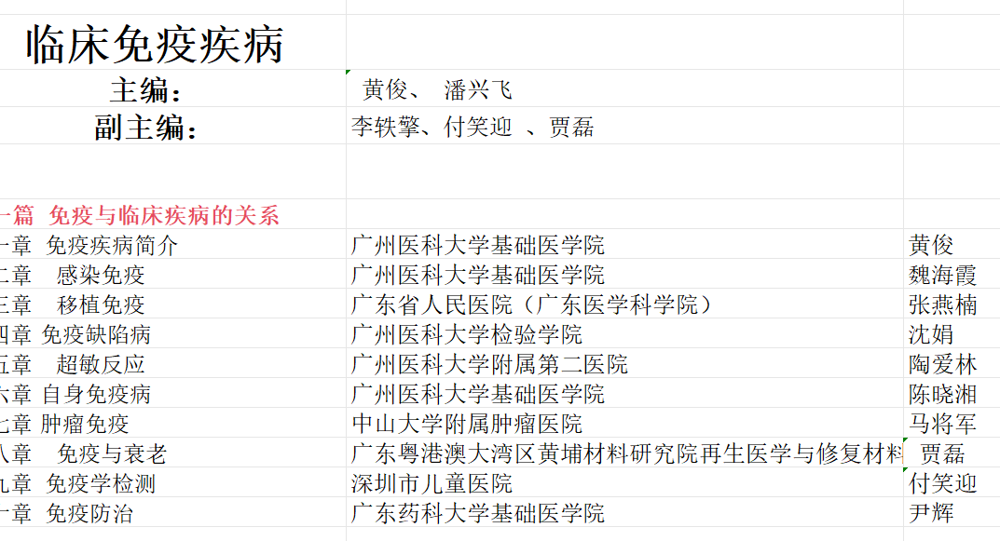 临床免疫疾病
主编： 黄俊、 潘兴飞
副主编： 李轶擎、付笑迎 、贾磊
一篇 免疫与临床疾病的关系
一章 免疫疾病简介 广州医科大学基础医学院 黄俊
二章 感染免疫 广州医科大学基础医学院 魏海霞
三章 移植免疫 广东省人民医院（广东医学科学院） 张燕楠
四章 免疫缺陷病 广州医科大学检验学院 沈娟
五章 超敏反应 广州医科大学附属第二医院 陶爱林
六章 自身免疫病 广州医科大学基础医学院 陈晓湘
七章 肿瘤免疫 中山大学附属肿瘤医院 马将军
八章 免疫与衰老 广东粤港澳大湾区黄埔材料研究院再生医学与修复材料 贾磊
九章 免疫学检测 深圳市儿童医院 付笑迎
十章 免疫防治 广东药科大学基础医学院 尹辉